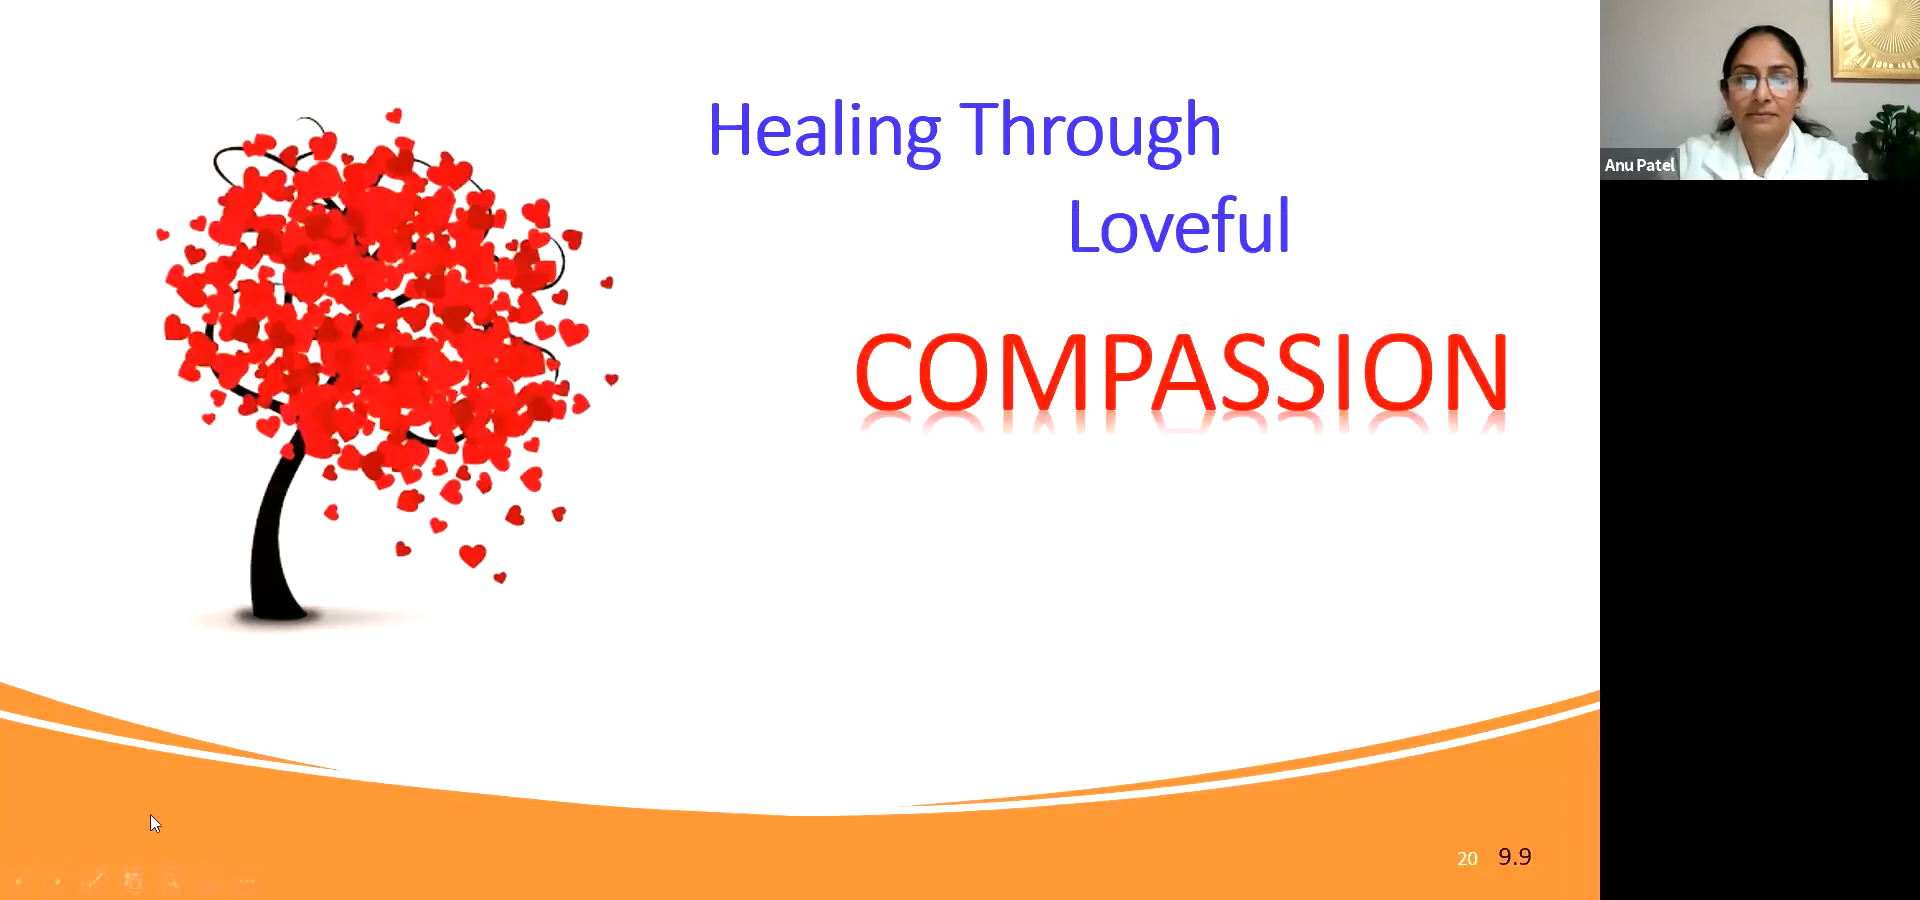 Healing Through
Loveful
COMPASSION
Anu Patel
20 9.9